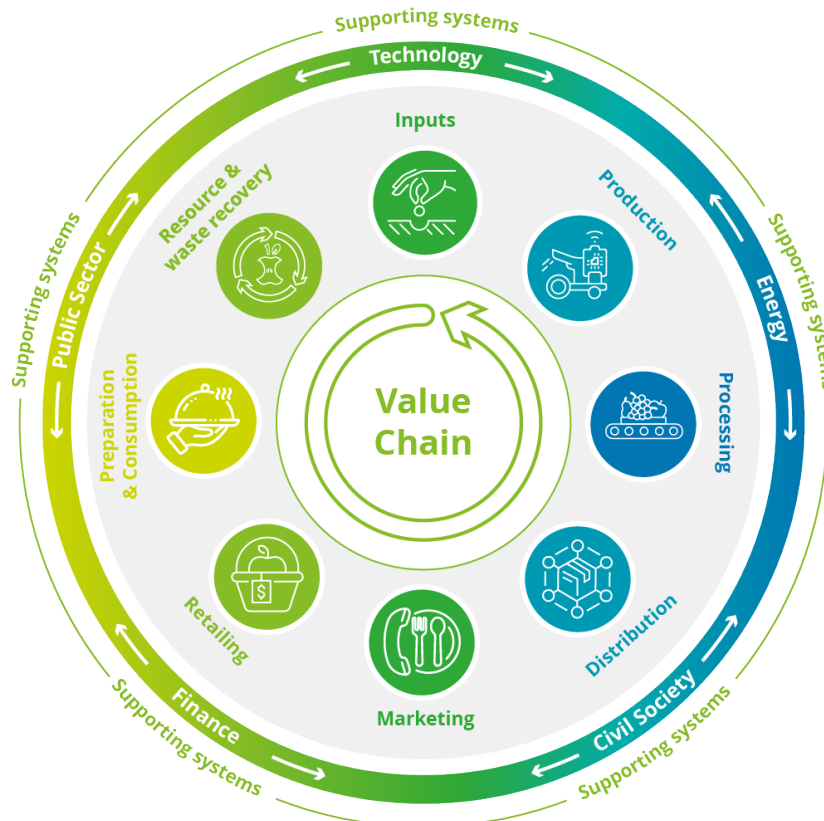 Supporting systems
Technology
Inputs
Resource &
waste recovery
Production
Public Sector
Supporting systems
Energy
Supporting systems
Value
Chain
Preparation
& Consumption
Processing
$
Retailing
Distribution
Marketing
Finance
Civil Society
Supporting systems
Supporting systems